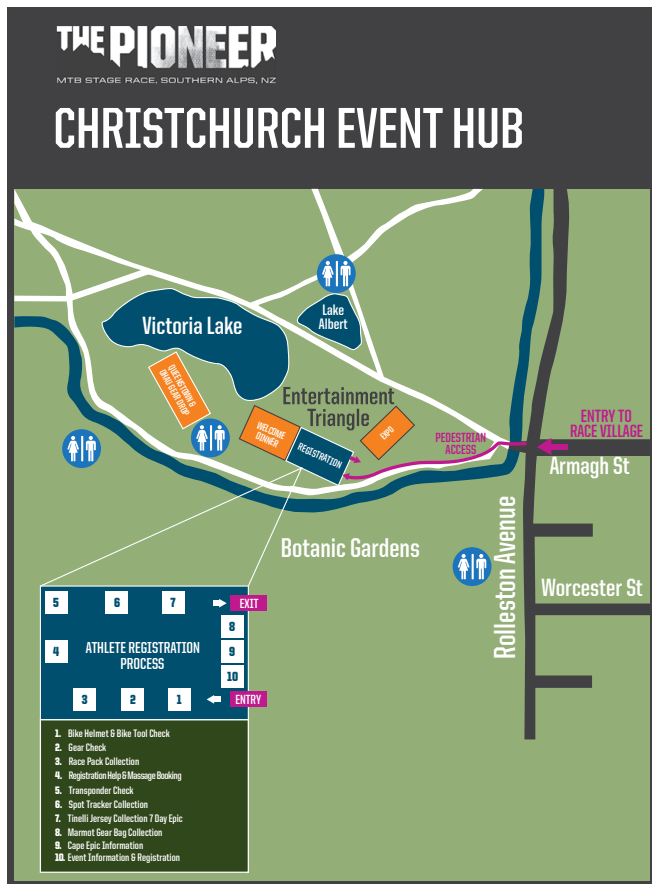 THE PIONEER
MTB STAGE RACE, SOUTHERN ALPS, NZ
CHRISTCHURCH EVENT HUB
Victoria Lake
Lake
Albert
QUEENSTOWN &
OHAU GEAR DROP
Entertainment
Triangle
WELCOME
DINNER
REGISTRATION
EXPO
PEDESTRIAN
ACCESS
ENTRY TO
RACE VILLAGE
Armagh St
Botanic Gardens
Rolleston Avenue
Worcester St
5
6
7
EXIT
8
4
ATHLETE REGISTRATION
PROCESS
9
10
3
2
1
ENTRY
1. Bike Helmet & Bike Tool Check
2. Gear Check
3. Race Pack Collection
4. Registration Help & Massage Booking
5. Transponder Check
6. Spot Tracker Collection
7. Tinelli Jersey Collection 7 Day Epic
8. Marmot Gear Bag Collection
9. Cape Epic Information
10. Event Information & Registration